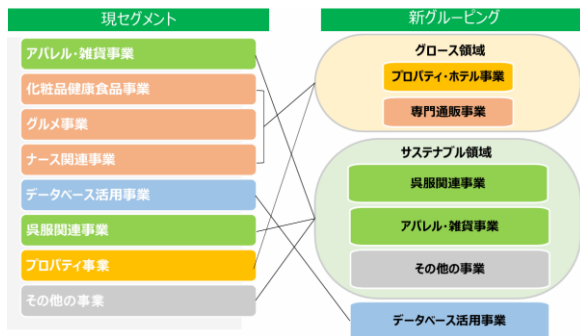 現セグメント
アパレル・雑貨事業
化粧品健康食品事業
グルメ事業
ナース関連事業
データベース活用事業
呉服関連事業
プロパティ事業
その他の事業
新グルーピング
グロース領域
プロパティ・ホテル事業
専門通販事業
サステナブル領域
呉服関連事業
アパレル・雑貨事業
その他の事業
データベース活用事業